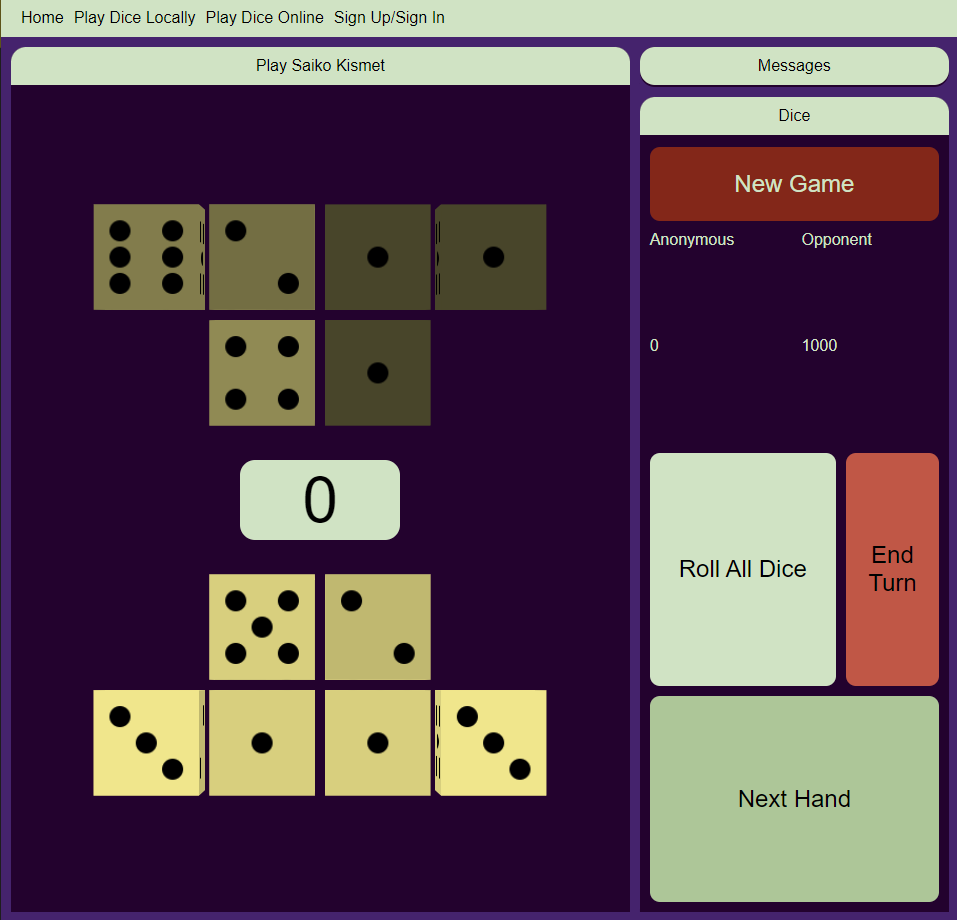 Home Play Dice Locally Play Dice Online Sign Up/Sign In
Play Saiko Kismet
Messages
Dice
New Game
Anonymous Opponent
0 1000
0
Roll All Dice
End
Turn
Next Hand